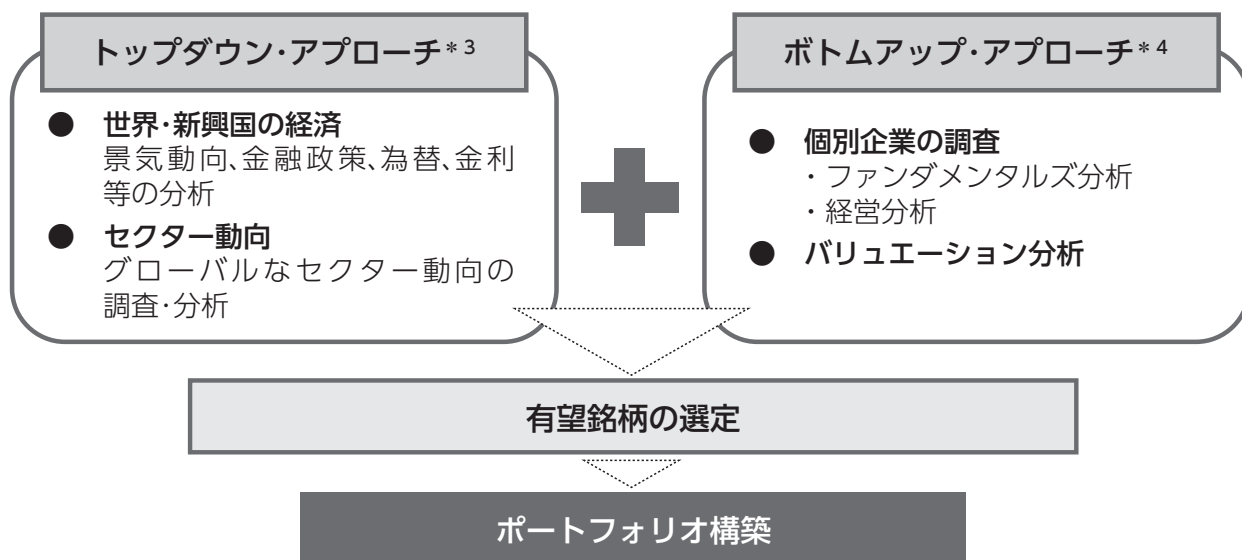 トップダウン・アプローチ*3
● 世界・新興国の経済
景気動向、金融政策、為替、金利
等の分析
● セクター動向
グローバルなセクター動向の
調査・分析
ボトムアップ・アプローチ*4
● 個別企業の調査
・ファンダメンタルズ分析
・経営分析
● バリュエーション分析
有望銘柄の選定
ポートフォリオ構築